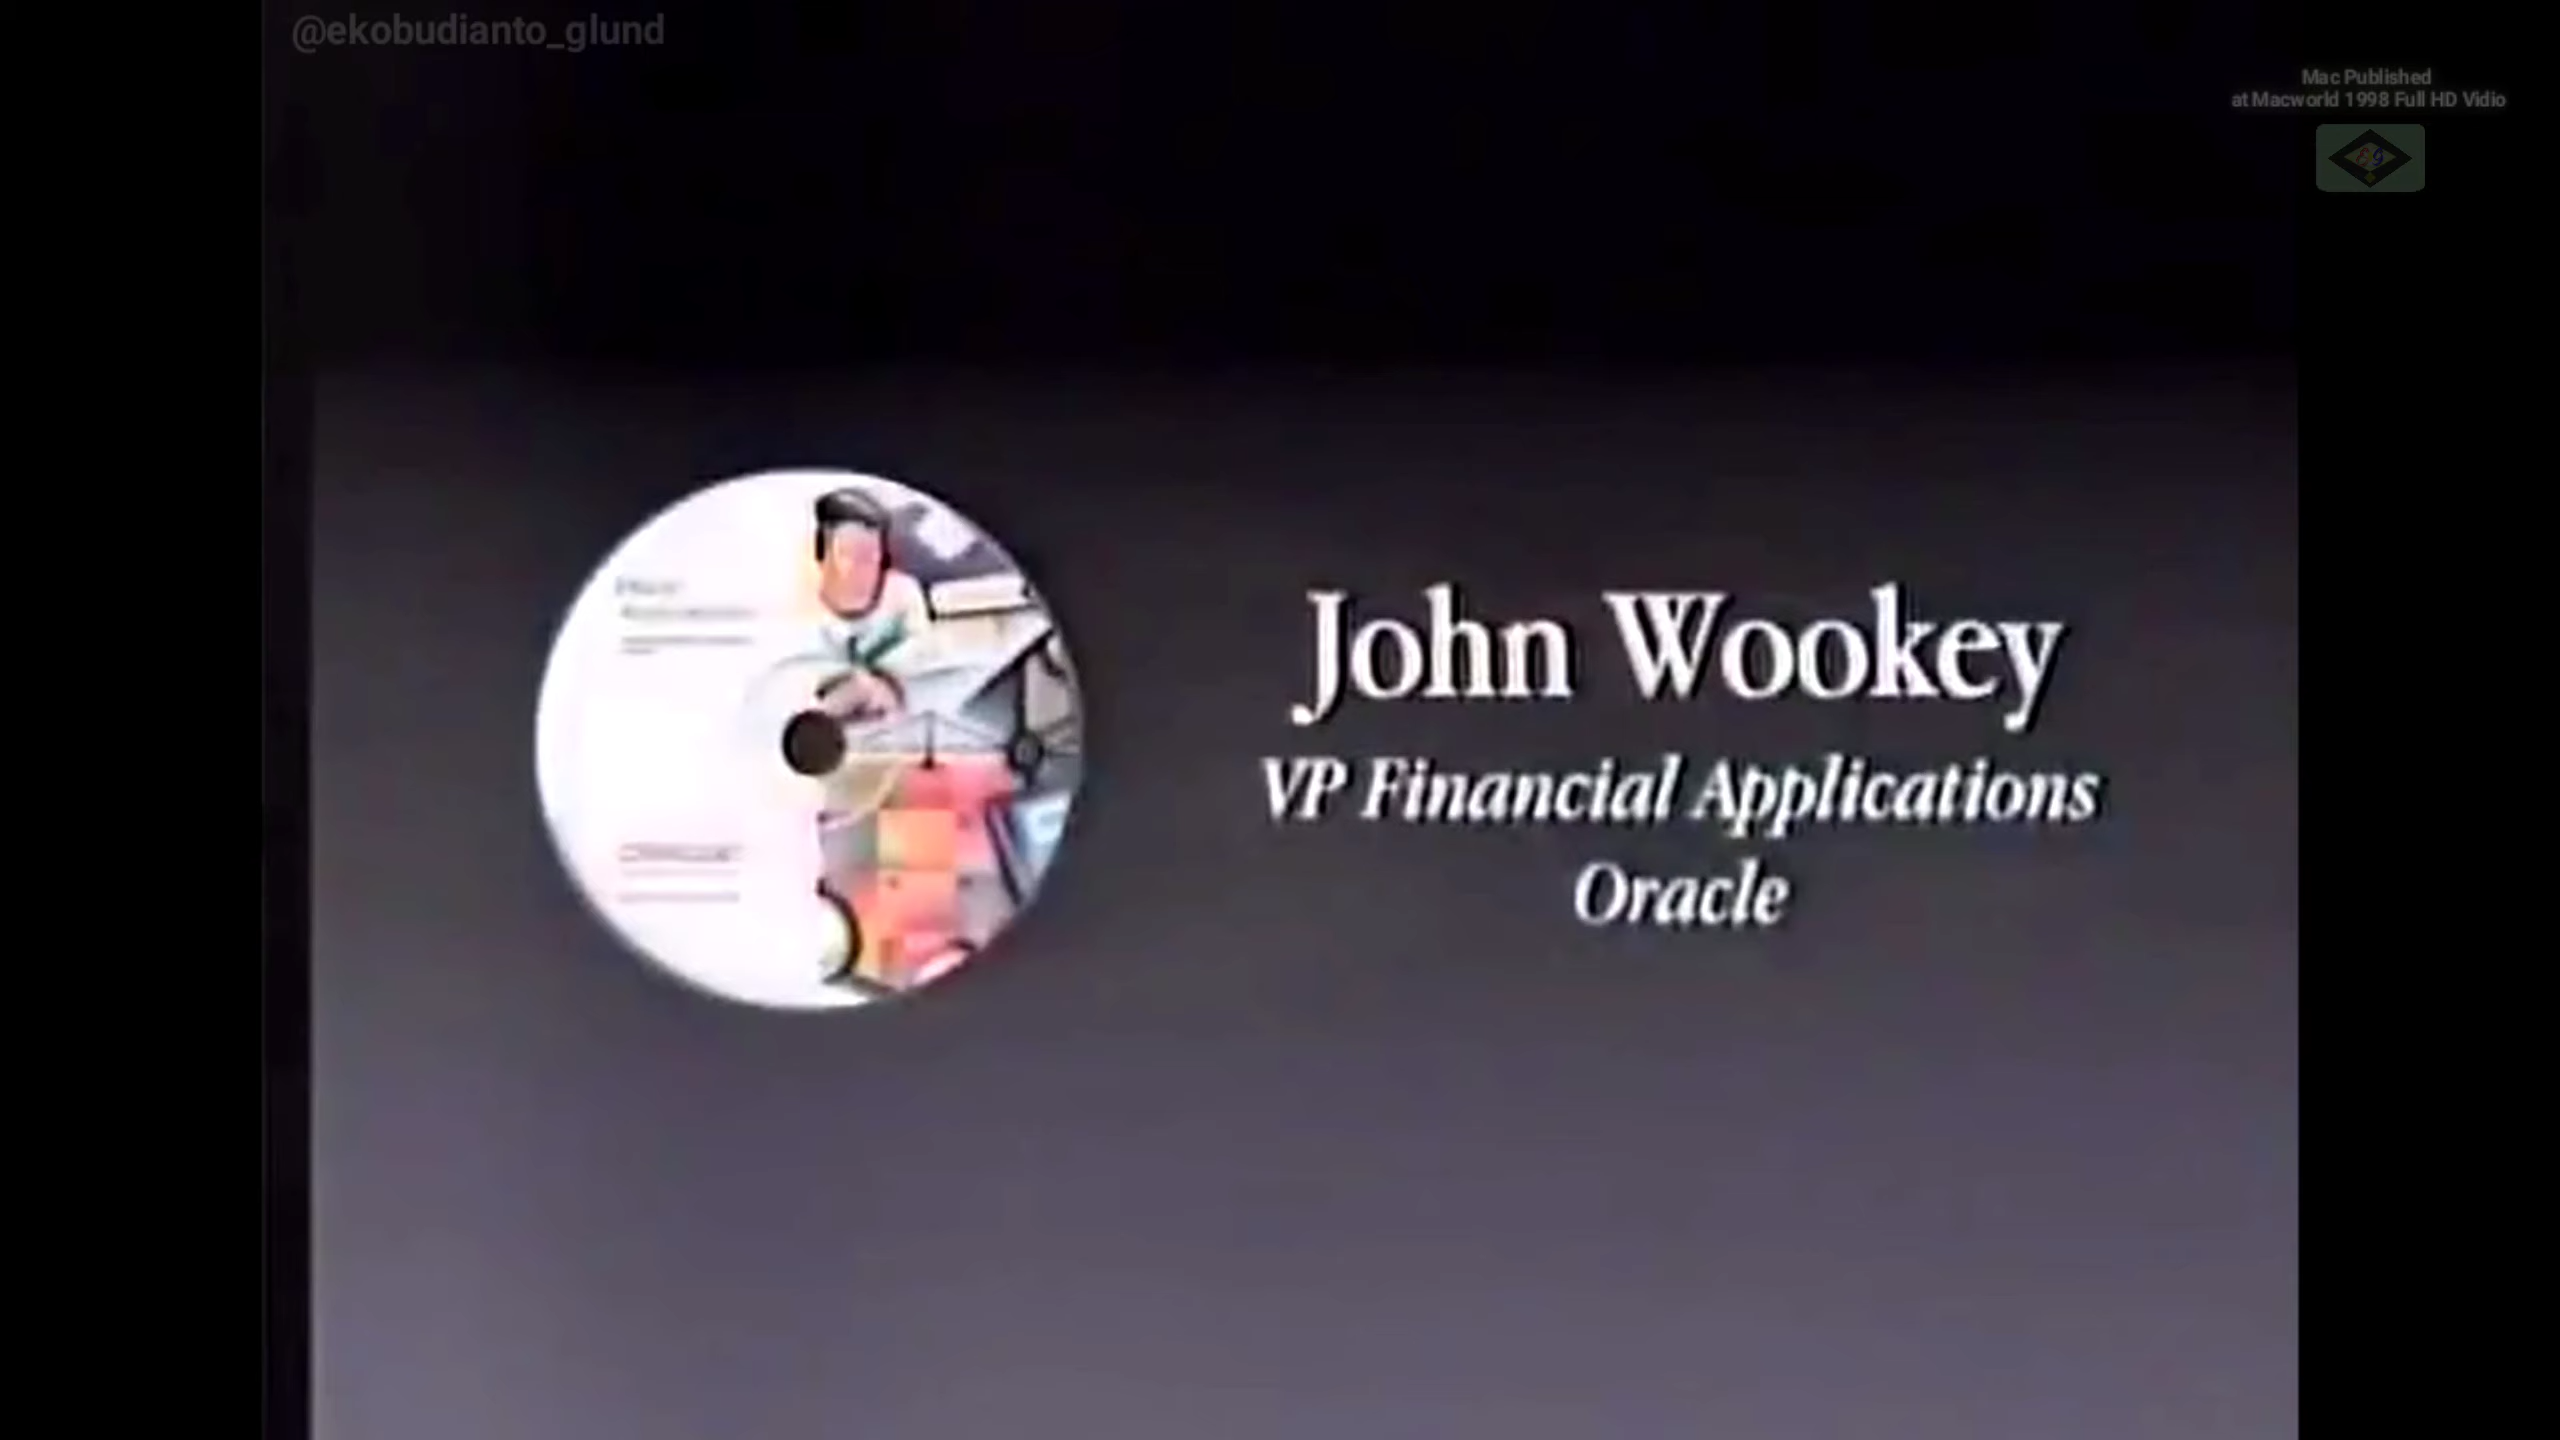 @ekobudianto_glund
Mac Published
at Macworld 1998 Full HD Vidio
John Wookey
VP Financial Applications
Oracle